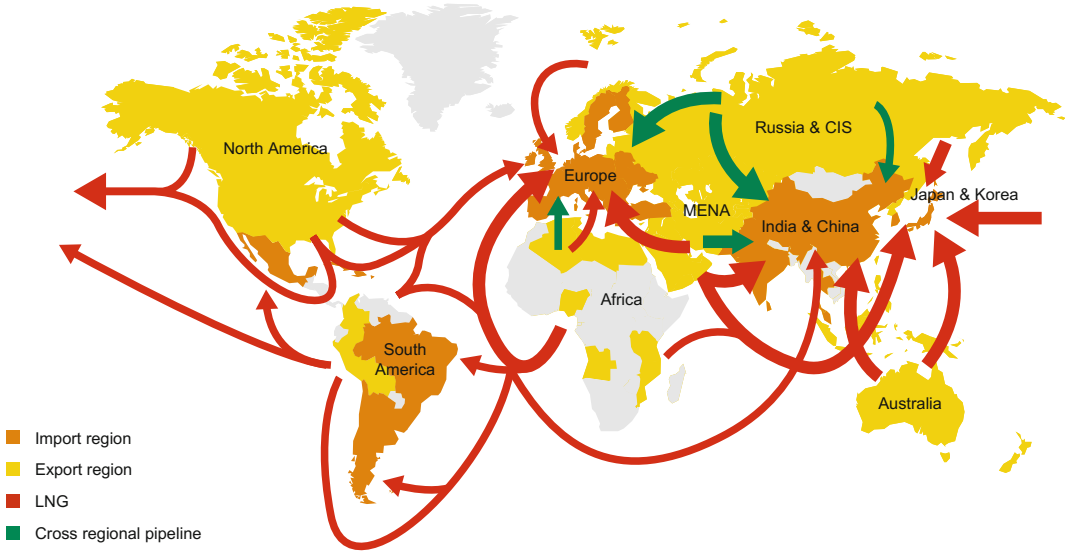 North America
Russia & CIS
Europe
Japan & Korea
MENA
India & China
Africa
South
America
Australia
Import region
Export region
LNG
Cross regional pipeline